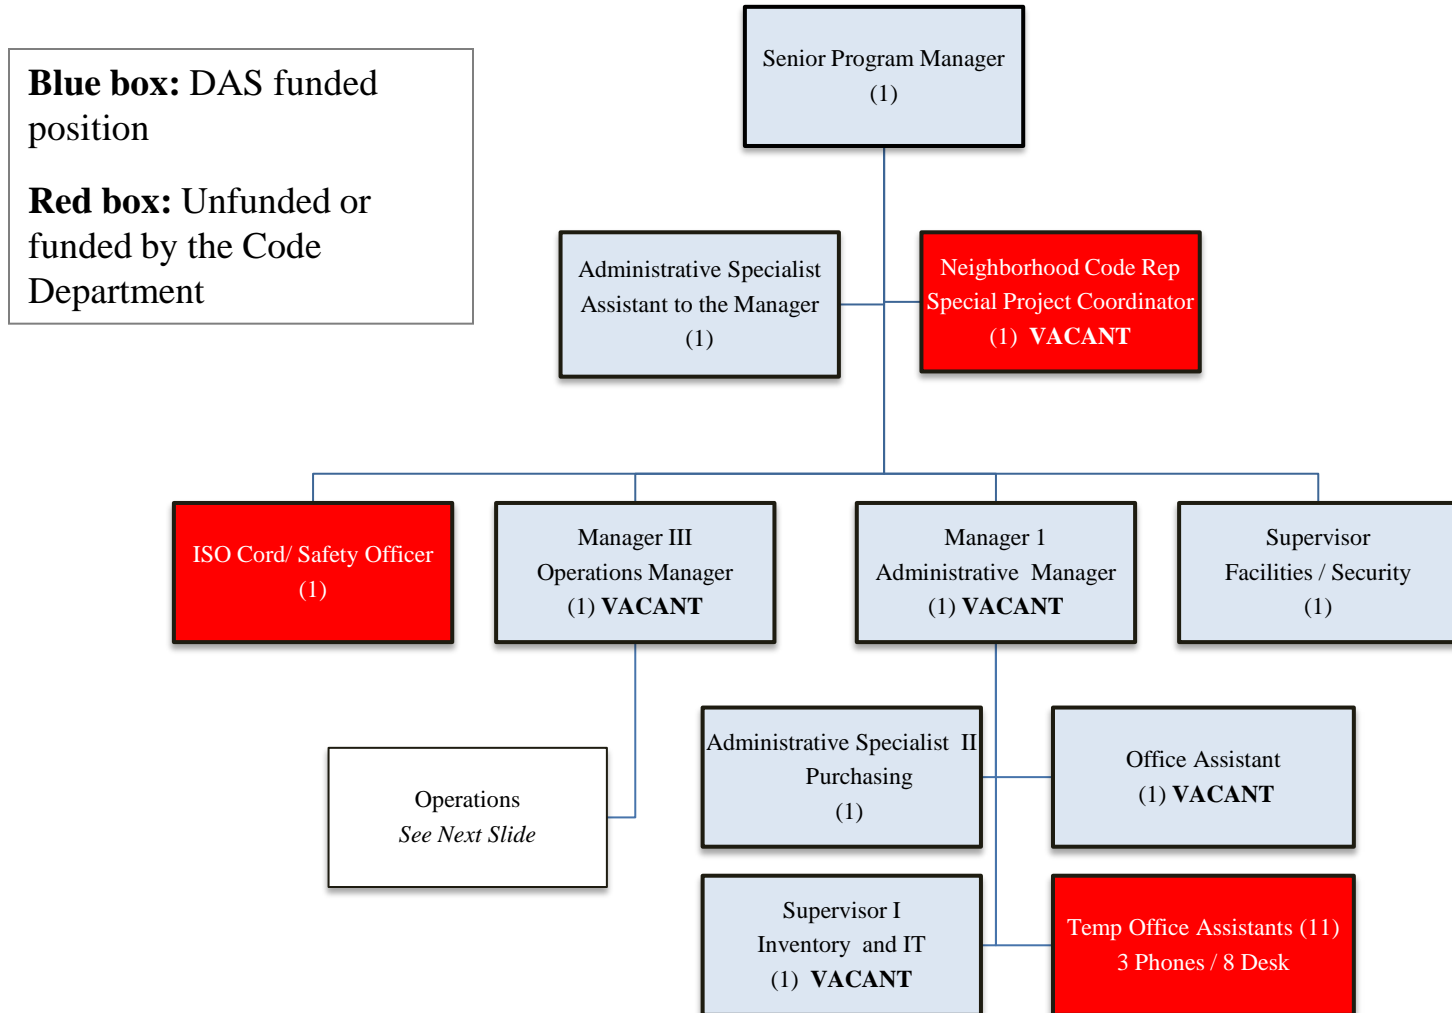 Blue box: DAS funded
position
Red box: Unfunded or
funded by the Code
Department
Senior Program Manager
(1)
Administrative Specialist
Assistant to the Manager
(1)
Neighborhood Code Rep
Special Project Coordinator
(1) VACANT
ISO Cord/ Safety Officer
(1)
Manager III
Operations Manager
(1) VACANT
Manager 1
Administrative Manager
(1) VACANT
Supervisor
Facilities / Security
(1)
Operations
See Next Slide
Administrative Specialist II
Purchasing
(1)
Office Assistant
(1) VACANT
Supervisor I
Inventory and IT
(1) VACANT
Temp Office Assistants (11)
3 Phones / 8 Desk